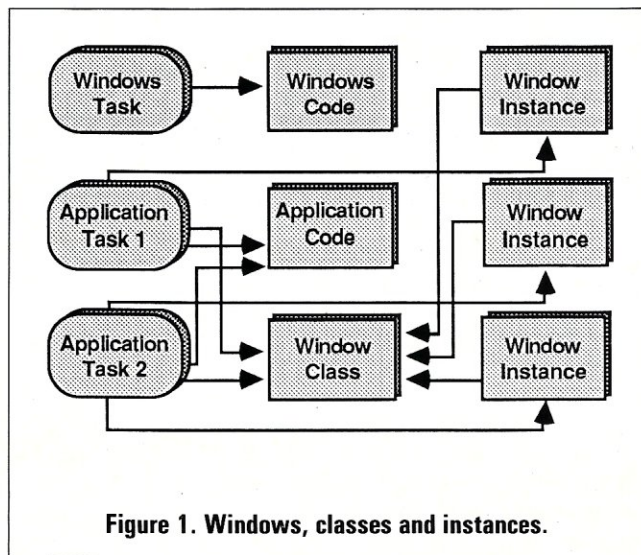 Windows
Task
Windows
Code
Window
Instance
Application
Task 1
Application
Code
Window
Instance
Application
Task 2
Window
Class
Window
Instance
Figure 1. Windows, classes and instances.